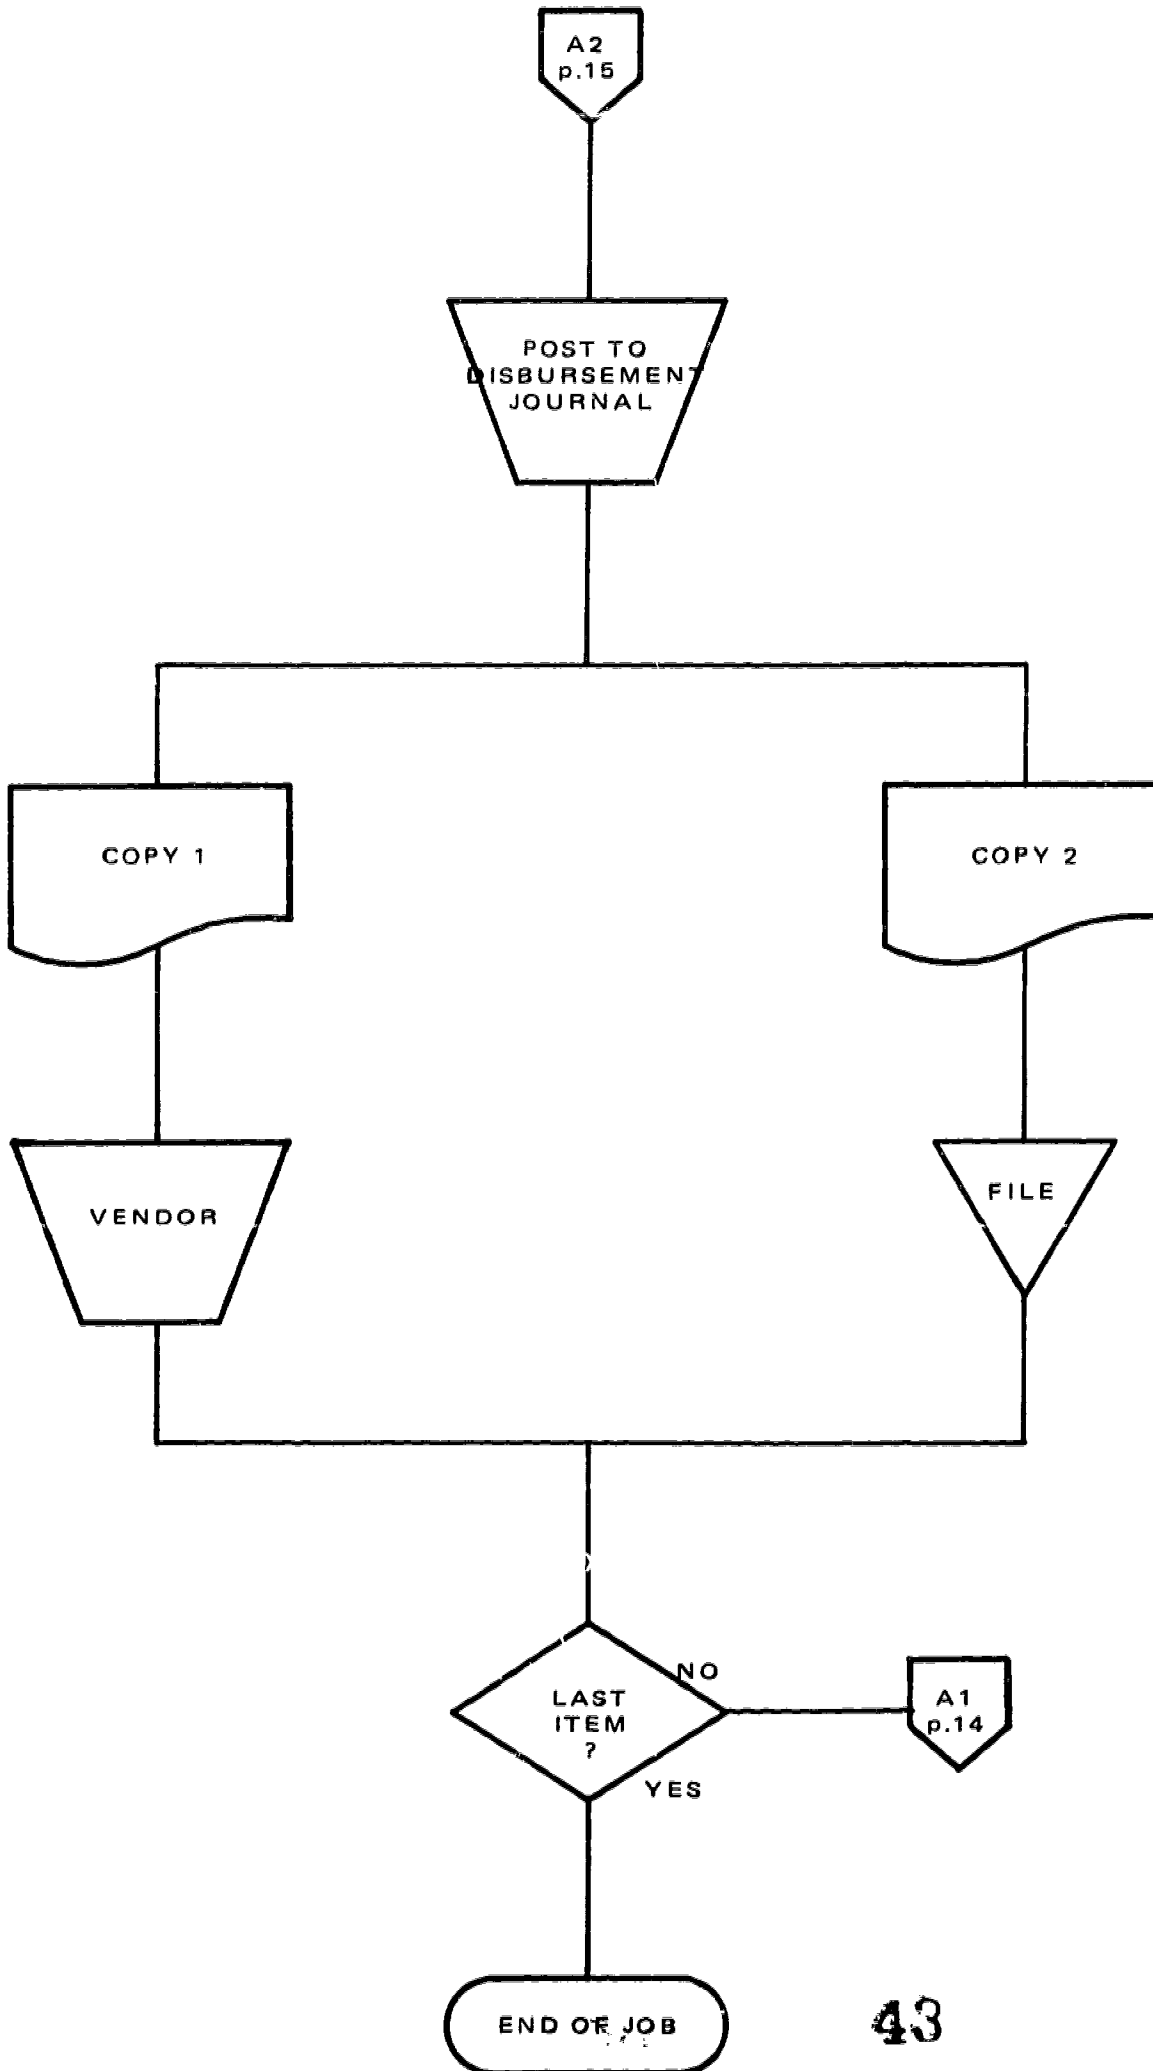 A2
p.15
POST TO
DISBURSEMENT
JOURNAL
COPY 1
COPY 2
VENDOR
FILE
NO
LAST
ITEM
?
A1
p.14
YES
END OF JOB
43